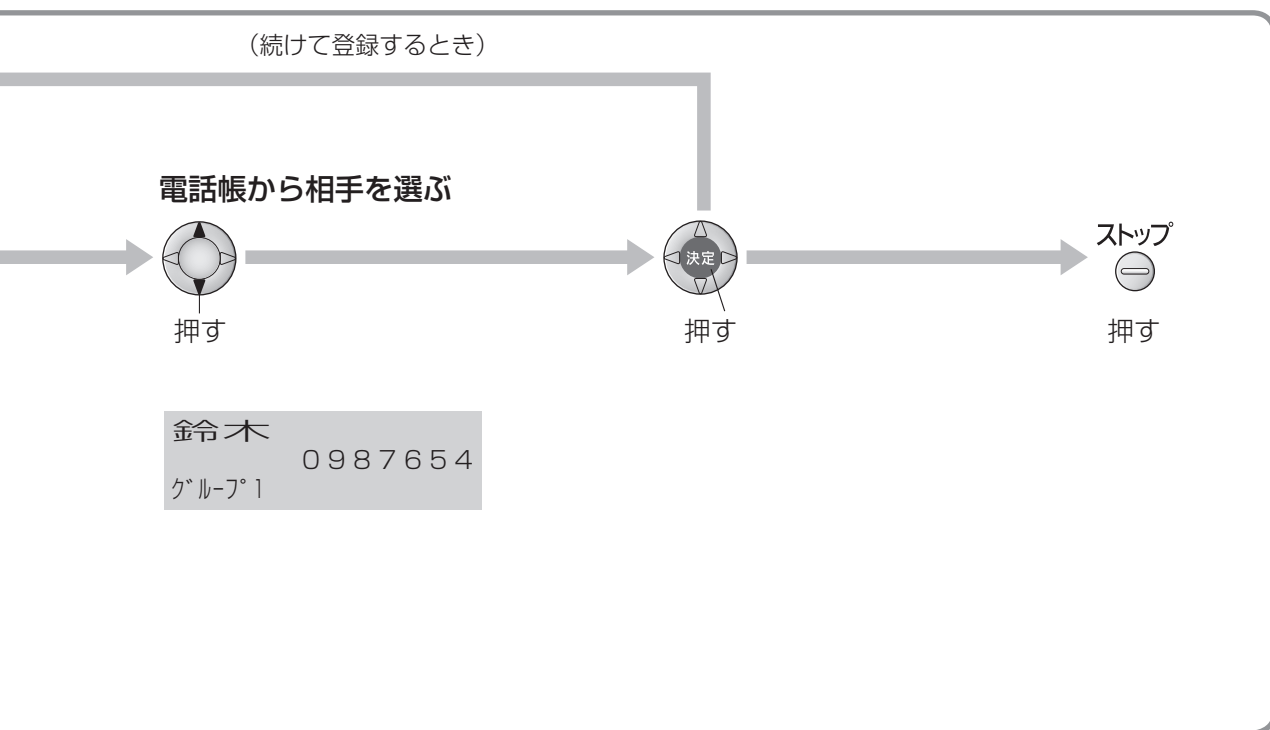 （続けて登録するとき）
電話帳から相手を選ぶ
決定
ストップ
押す
押す
押す
鈴木
０９８７６５４
ｸﾞﾙｰﾌﾟ1